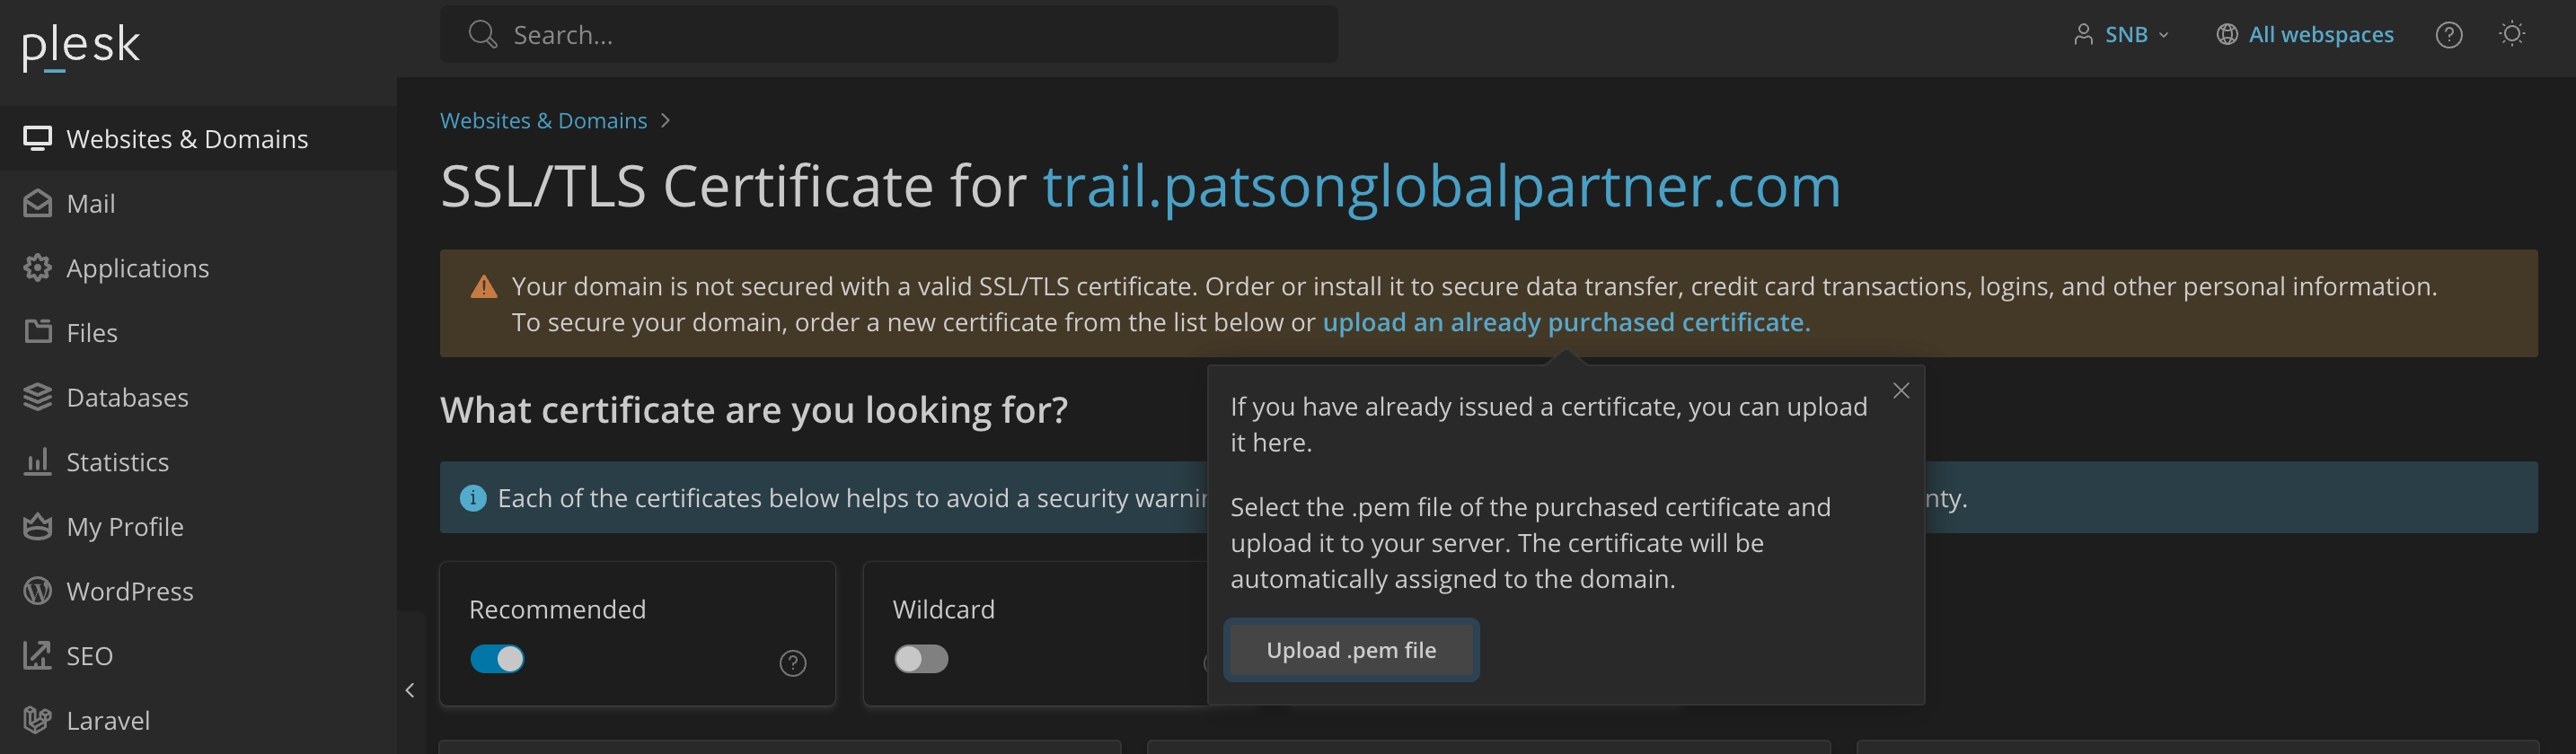 plesk
Search...
SNB
All webspaces
Websites & Domains
Mail
Applications
Files
Databases
Statistics
My Profile
WordPress
SEO
Laravel
Websites & Domains
SSL/TLS Certificate for trail.patsonglobalpartner.com
Your domain is not secured with a valid SSL/TLS certificate. Order or install it to secure data transfer, credit card transactions, logins, and other personal information.
To secure your domain, order a new certificate from the list below or upload an already purchased certificate.
If you have already issued a certificate, you can upload
it here.
Select the .pem file of the purchased certificate and
upload it to your server. The certificate will be
automatically assigned to the domain.
Upload .pem file
What certificate are you looking for?
Each of the certificates below helps to avoid a security
Recommended
Wildcard